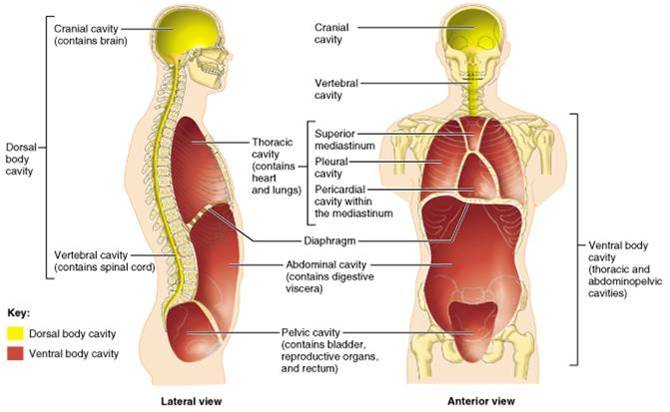 Cranial cavity
(contains brain)
Dorsal
body
cavity
Vertebral cavity
(contains spinal cord)
Key:
Dorsal body cavity
Ventral body cavity
Thoracic
cavity
(contains
heart
and lungs)
Diaphragm
Abdominal cavity
(contains digestive
viscera)
Pelvic cavity
(contains bladder,
reproductive organs,
and rectum)
Cranial
cavity
Vertebral
cavity
Superior
mediastinum
Pleural
cavity
Pericardial
cavity within
the mediastinum
Ventral body
cavity
(thoracic and
abdominopelvic
cavities)
Lateral view
Anterior view